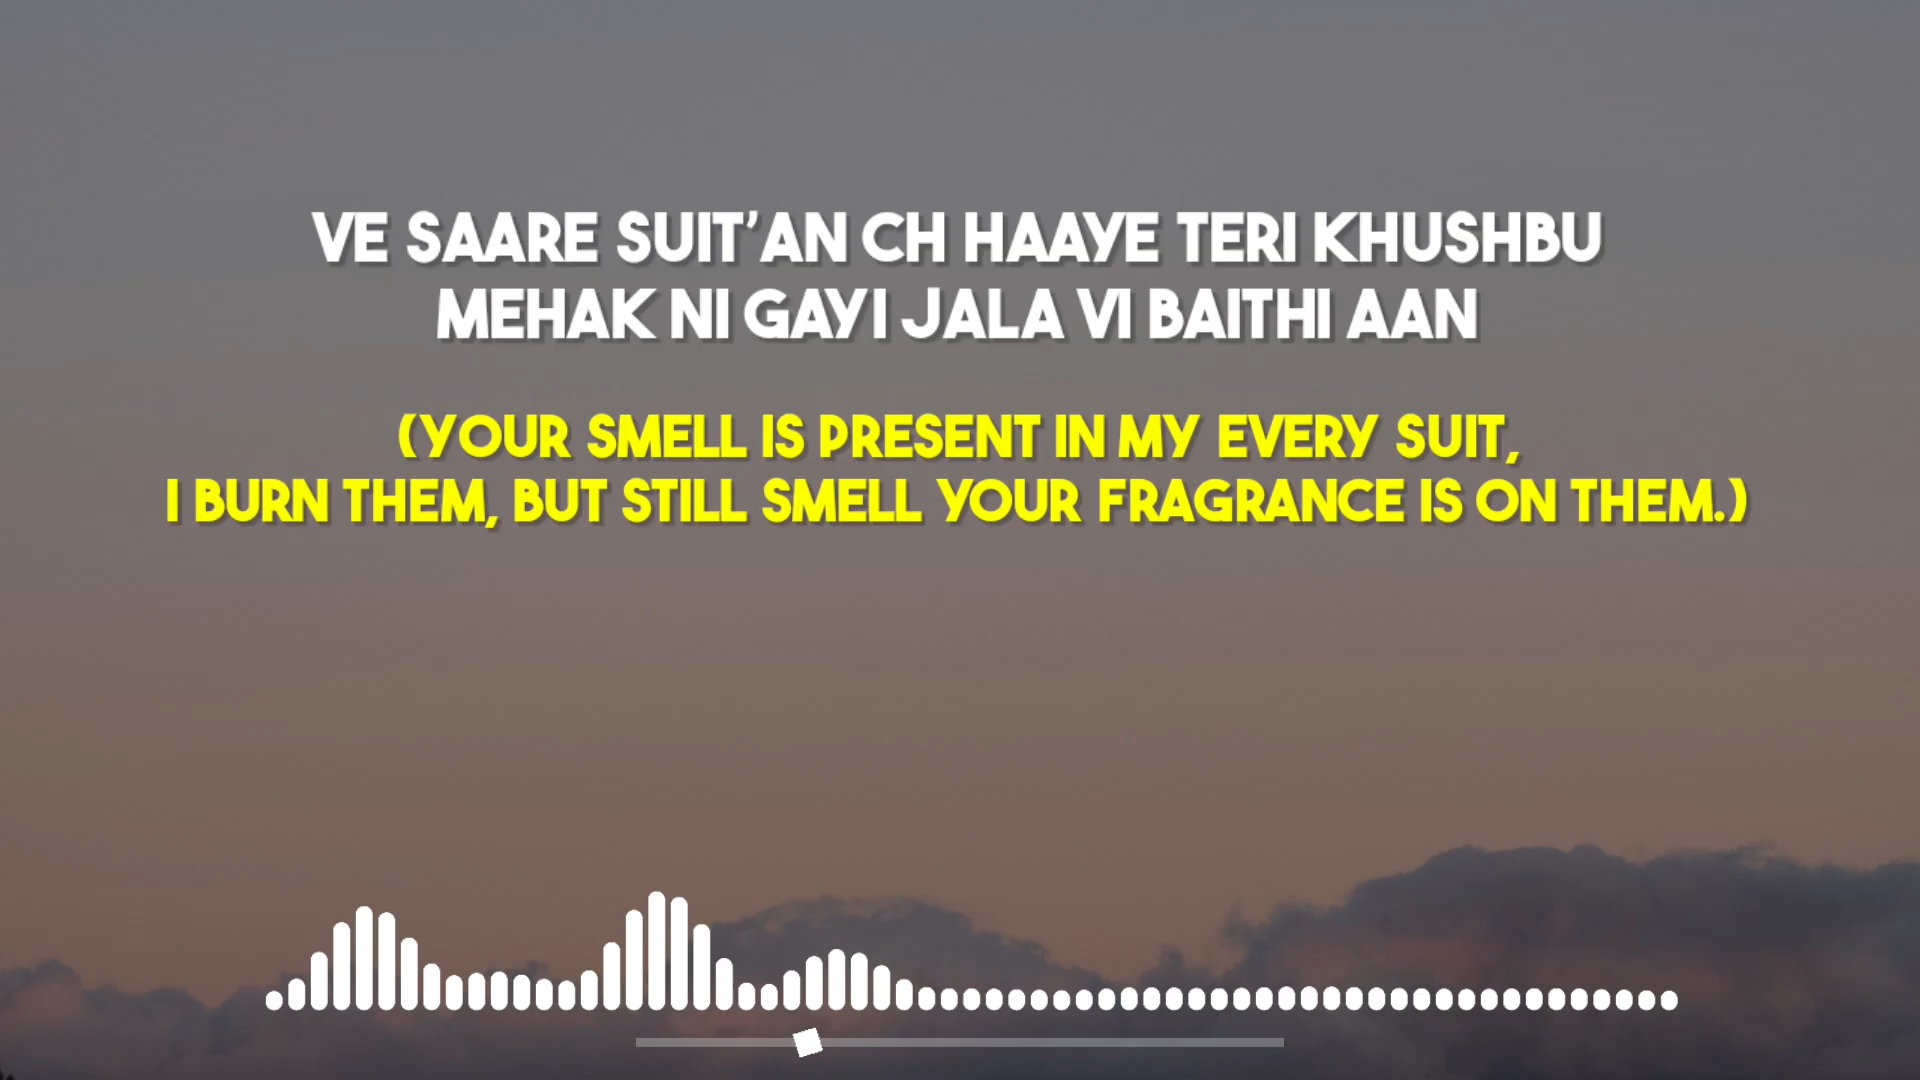 VE SAARE SUIT'AN CH HAAYE TERI KHUSHBU
MEHAK NI GAYI JALA VI BAITHI AAN
(YOUR SMELL IS PRESENT IN MY EVERY SUIT,
I BURN THEM, BUT STILL SMELL YOUR FRAGRANCE IS ON THEM.)